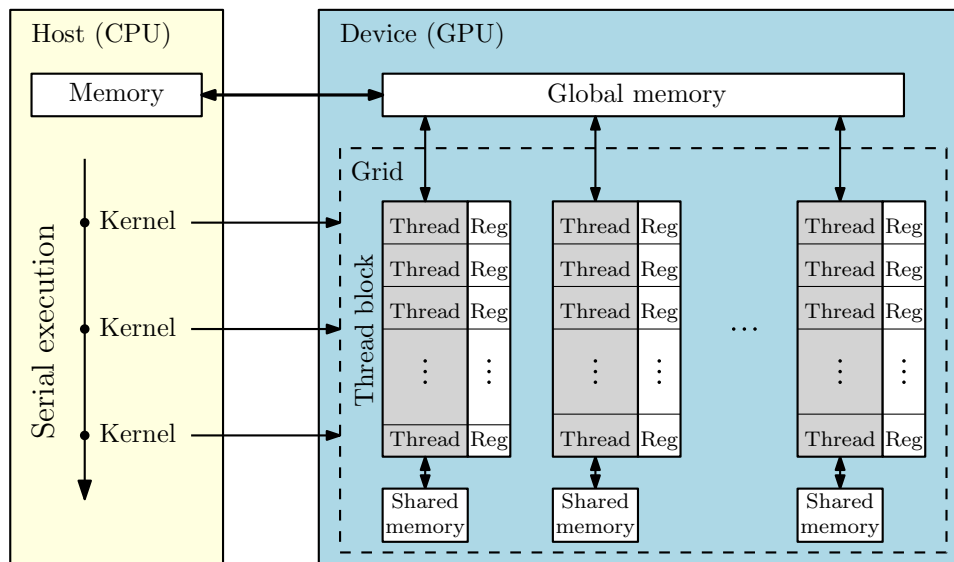 Host (CPU)
Memory
Serial execution
Kernel
Kernel
Kernel
Device (GPU)
Global memory
Grid
Thread block
Thread Reg
Thread Reg
Thread Reg
⋮ ⋮
Thread Reg
Shared
memory
Thread Reg
Thread Reg
Thread Reg
⋮ ⋮
Thread Reg
Shared
memory
...
Thread Reg
Thread Reg
Thread Reg
⋮ ⋮
Thread Reg
Shared
memory